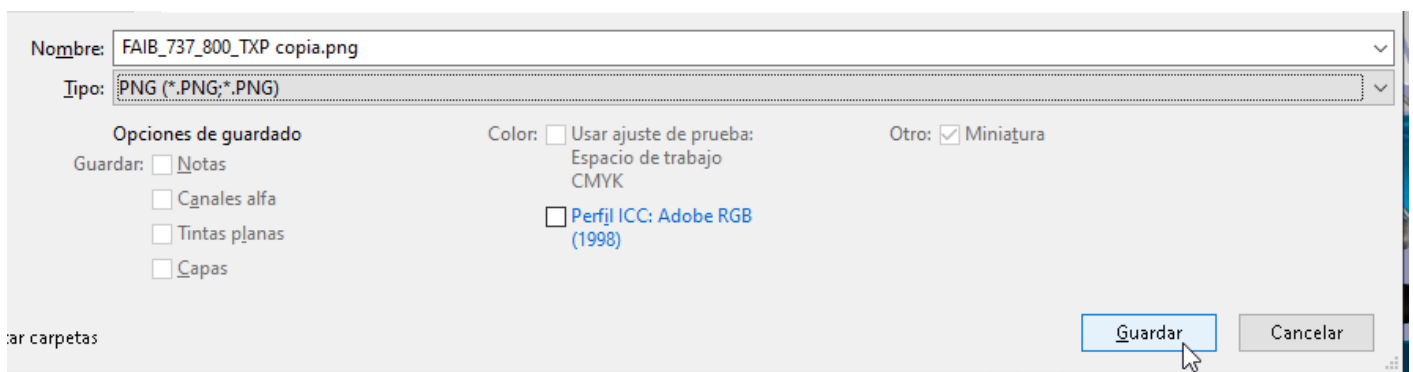 Nombre: FAIB_737_800_TXP copia.png
Tipo: PNG (*.PNG;*.PNG)
Opciones de guardado
Guardar: Notas
Canales alfa
Tintas planas
Capas
Color: Usar ajuste de prueba:
Espacio de trabajo
CMYK
Perfil ICC: Adobe RGB
(1998)
Otro: Miniatura
tar carpetas
Guardar
Cancelar